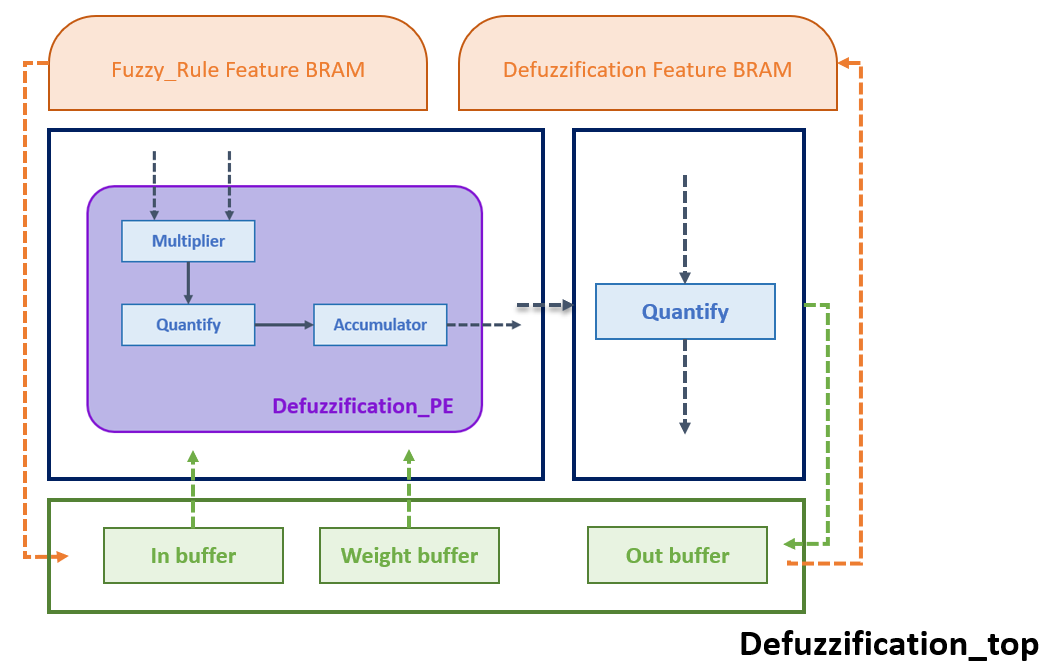 Fuzzy_Rule Feature BRAM
Defuzzification Feature BRAM
Multiplier
Quantify
Accumulator
Defuzzification_PE
Quantify
In buffer
Weight buffer
Out buffer
Defuzzification_top